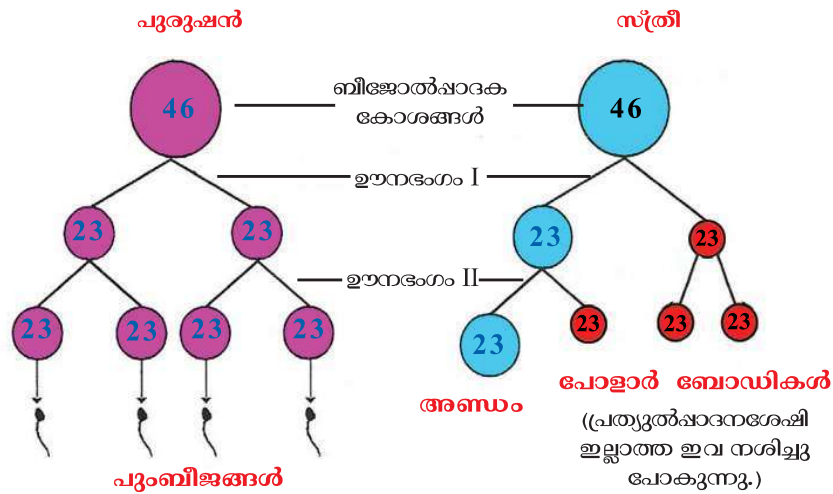 പുരുഷൻ
സ്ത്രീ
46
ബീജോൽപ്പാദക
കോശങ്ങൾ
46
ഊനഭംഗം I
23
23
23
23
ഊനഭംഗം II
23
23
23
23
23
23
23
23
അണ്ഡം
പോളാർ ബോഡികൾ
(പ്രത്യുൽപ്പാദനശേഷി
ഇല്ലാത്ത ഇവ നശിച്ചു
പോകുന്നു.)
പുംബീജങ്ങൾ